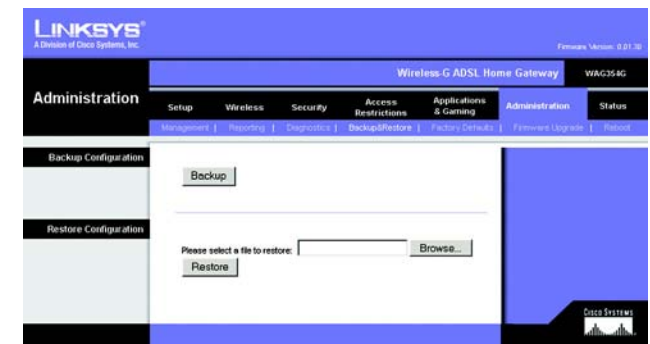 LINKSYS®
A Division of Cisco Systems, Inc.
Firmware Version: 0.01.30
Wireless-G ADSL Home Gateway WAG354G
Administration
Setup Wireless Security Access Restrictions Applications & Gaming Administration Status
Management | Reporting | Diagnostics | Backup&Restore | Factory Defaults | Firmware Upgrade | Reboot
Backup Configuration
Backup
Restore Configuration
Please select a file to restore: Browse...
Restore
CISCO SYSTEMS